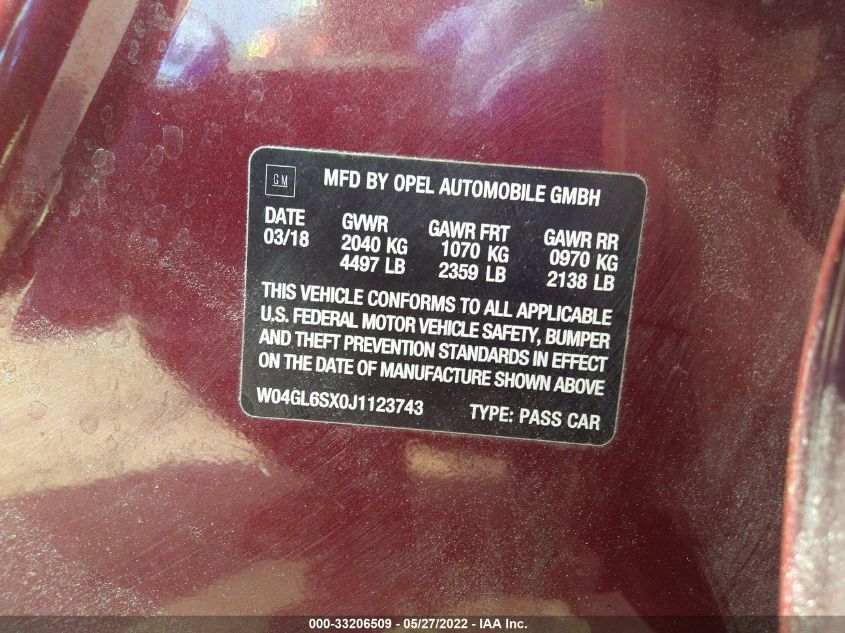 GM MFD BY OPEL AUTOMOBILE GMBH
DATE GVWR GAWR FRT GAWR RR
03/18 2040 KG 1070 KG 0970 KG
4497 LB 2359 LB 2138 LB
THIS VEHICLE CONFORMS TO ALL APPLICABLE
U.S. FEDERAL MOTOR VEHICLE SAFETY, BUMPER
AND THEFT PREVENTION STANDARDS IN EFFECT
ON THE DATE OF MANUFACTURE SHOWN ABOVE
W04GL6SX0J1123743 TYPE: PASS CAR
000-33206509 - 05/27/2022 - IAA Inc.